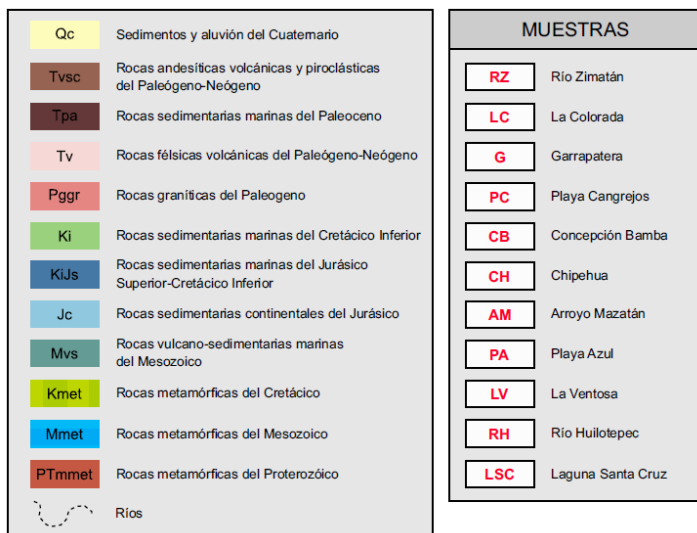 Qc Sedimentos y aluvión del Cuaternario
Tvsc Rocas andesíticas volcánicas y piroclásticas
del Paleógeno-Neógeno
Tpa Rocas sedimentarias marinas del Paleoceno
Tv Rocas félsicas volcánicas del Paleógeno-Neógeno
Pggr Rocas graníticas del Paleogeno
Ki Rocas sedimentarias marinas del Cretácico Inferior
KiJs Rocas sedimentarias marinas del Jurásico
Superior-Cretácico Inferior
Jc Rocas sedimentarias continentales del Jurásico
Mvs Rocas vulcano-sedimentarias marinas
del Mesozoico
Kmet Rocas metamórficas del Cretácico
Mmet Rocas metamórficas del Mesozoico
PTmmet Rocas metamórficas del Proterozóico
Ríos
MUESTRAS
RZ Río Zimatán
LC La Colorada
G Garrapatera
PC Playa Cangrejos
CB Concepción Bamba
CH Chipehua
AM Arroyo Mazatán
PA Playa Azul
LV La Ventosa
RH Río Huilotepec
LSC Laguna Santa Cruz